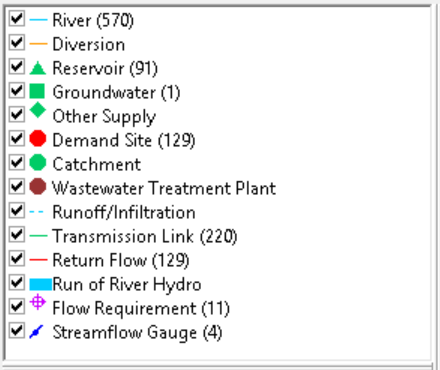 River (570)
Diversion
Reservoir (91)
Groundwater (1)
Other Supply
Demand Site (129)
Catchment
Wastewater Treatment Plant
Runoff/Infiltration
Transmission Link (220)
Return Flow (129)
Run of River Hydro
Flow Requirement (11)
Streamflow Gauge (4)